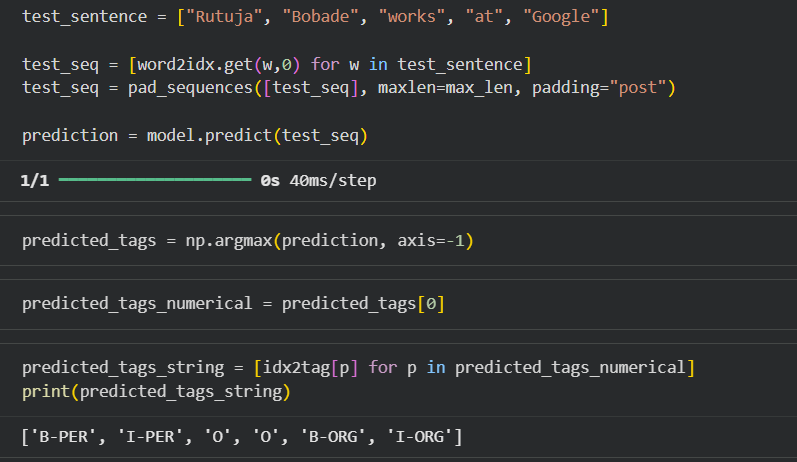 test_sentence = ["Rutuja", "Bobade", "works", "at", "Google"]
test_seq = [word2idx.get(w,0) for w in test_sentence]
test_seq = pad_sequences([test_seq], maxlen=max_len, padding="post")
prediction = model.predict(test_seq)
1/1 ━━━━━━━━━━━━━━━━━━━━ 0s 40ms/step
predicted_tags = np.argmax(prediction, axis=-1)
predicted_tags_numerical = predicted_tags[0]
predicted_tags_string = [idx2tag[p] for p in predicted_tags_numerical]
print(predicted_tags_string)
['B-PER', 'I-PER', 'O', 'O', 'B-ORG', 'I-ORG']